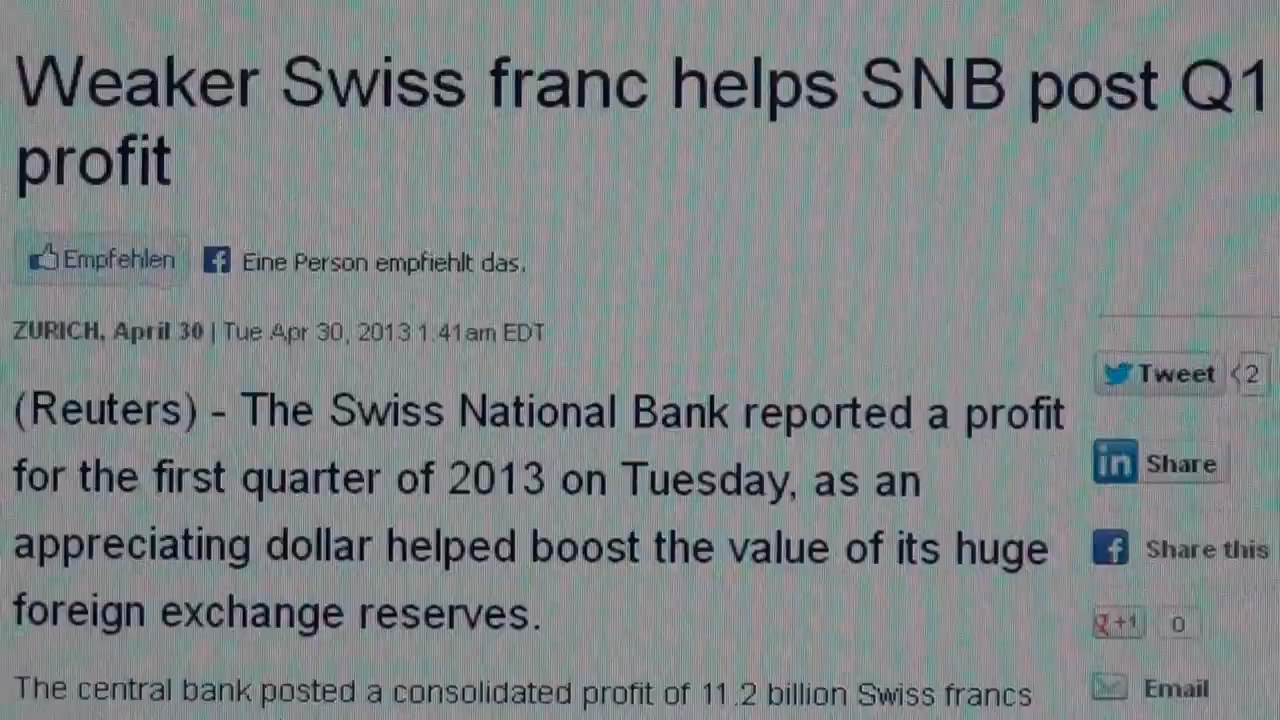 Weaker Swiss franc helps SNB post Q1
profit
Empfehlen
f Eine Person empfiehlt das.
ZURICH, April 30 | Tue Apr 30, 2013 1:41am EDT
Tweet 2
(Reuters) - The Swiss National Bank reported a profit
for the first quarter of 2013 on Tuesday, as an
appreciating dollar helped boost the value of its huge
foreign exchange reserves.
in Share
f Share this
g+1 0
Email
The central bank posted a consolidated profit of 11.2 billion Swiss francs